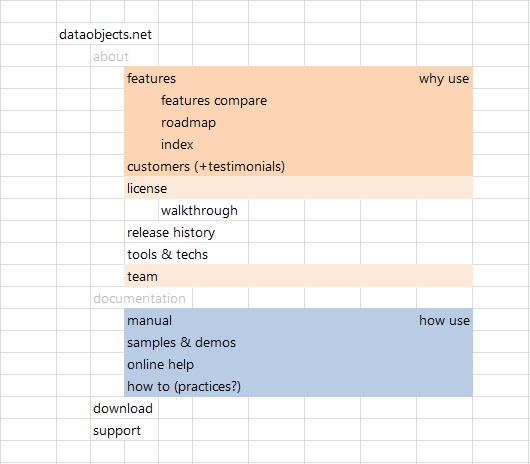 dataobjects.net
about
features why use
features compare
roadmap
index
customers (+testimonials)
license
walkthrough
release history
tools & techs
team
documentation
manual how use
samples & demos
online help
how to (practices?)
download
support